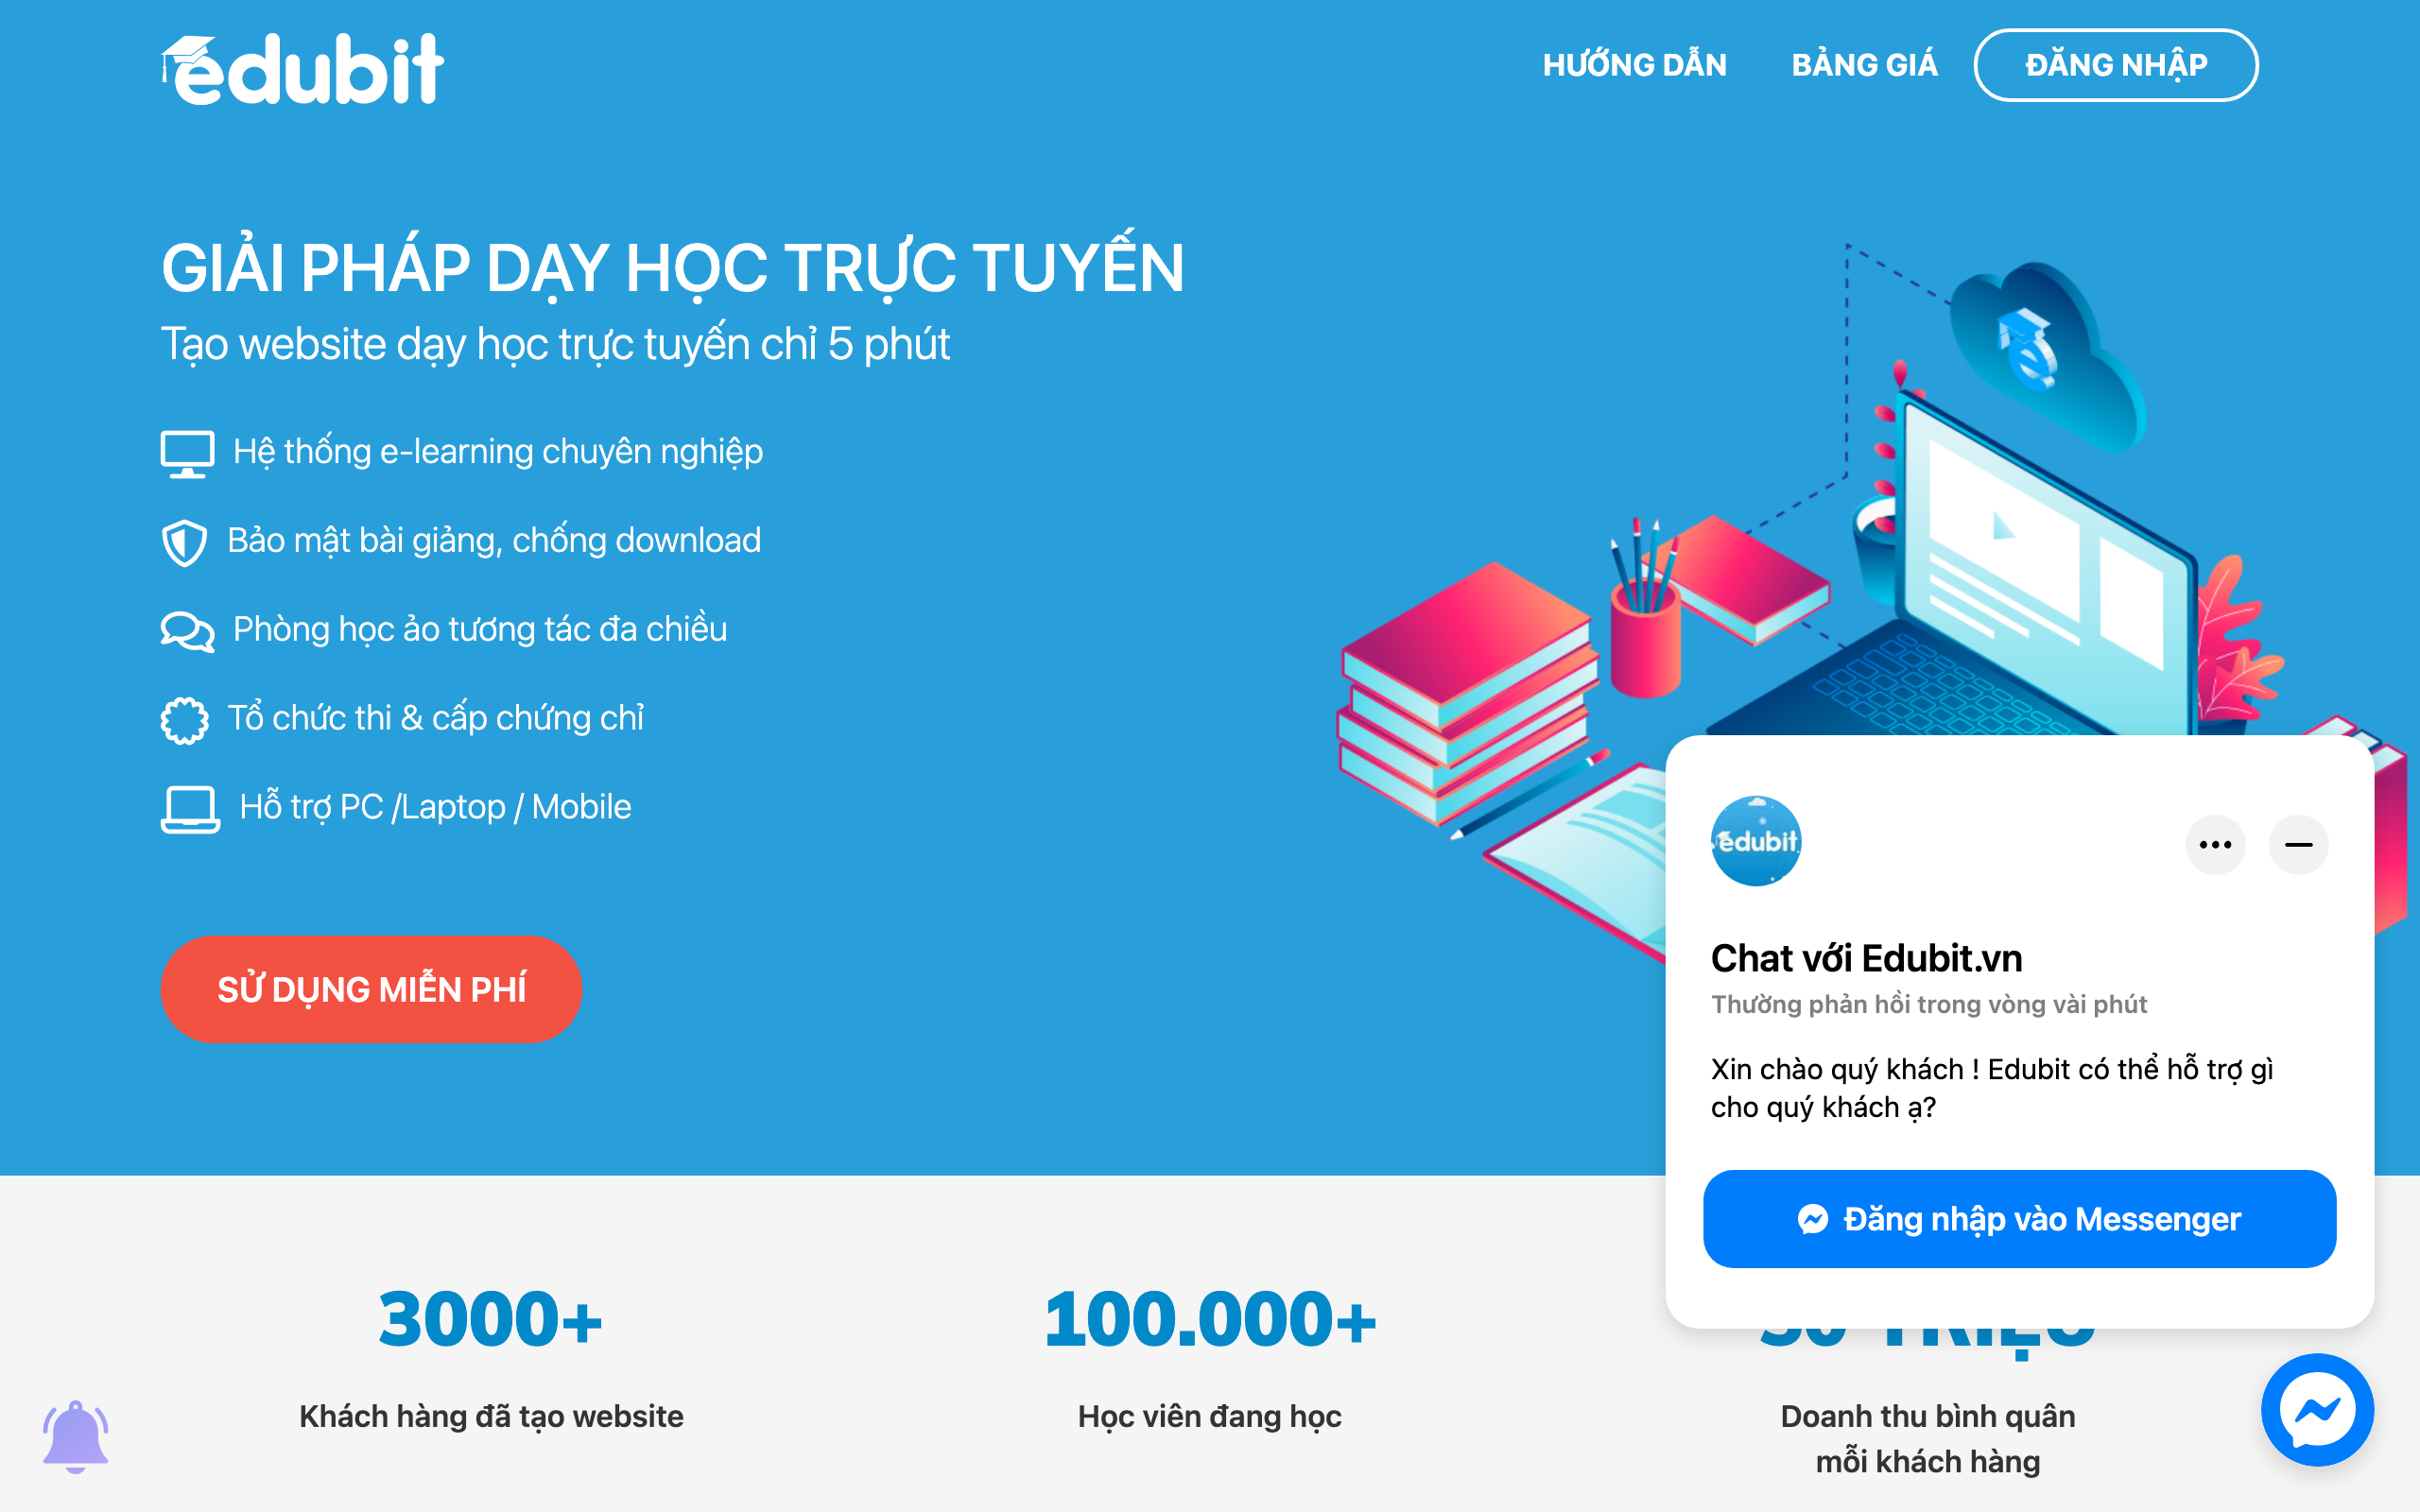 edubit
HƯỚNG DẪN
BẢNG GIÁ
ĐĂNG NHẬP
GIẢI PHÁP DẠY HỌC TRỰC TUYẾN
Tạo website dạy học trực tuyến chỉ 5 phút
Hệ thống e-learning chuyên nghiệp
Bảo mật bài giảng, chống download
Phòng học ảo tương tác đa chiều
Tổ chức thi & cấp chứng chỉ
Hỗ trợ PC /Laptop / Mobile
SỬ DỤNG MIỄN PHÍ
edubit
Chat với Edubit.vn
Thường phản hồi trong vòng vài phút
Xin chào quý khách ! Edubit có thể hỗ trợ gì
cho quý khách ạ?
Đăng nhập vào Messenger
3000+
Khách hàng đã tạo website
100.000+
Học viên đang học
Doanh thu bình quân
mỗi khách hàng